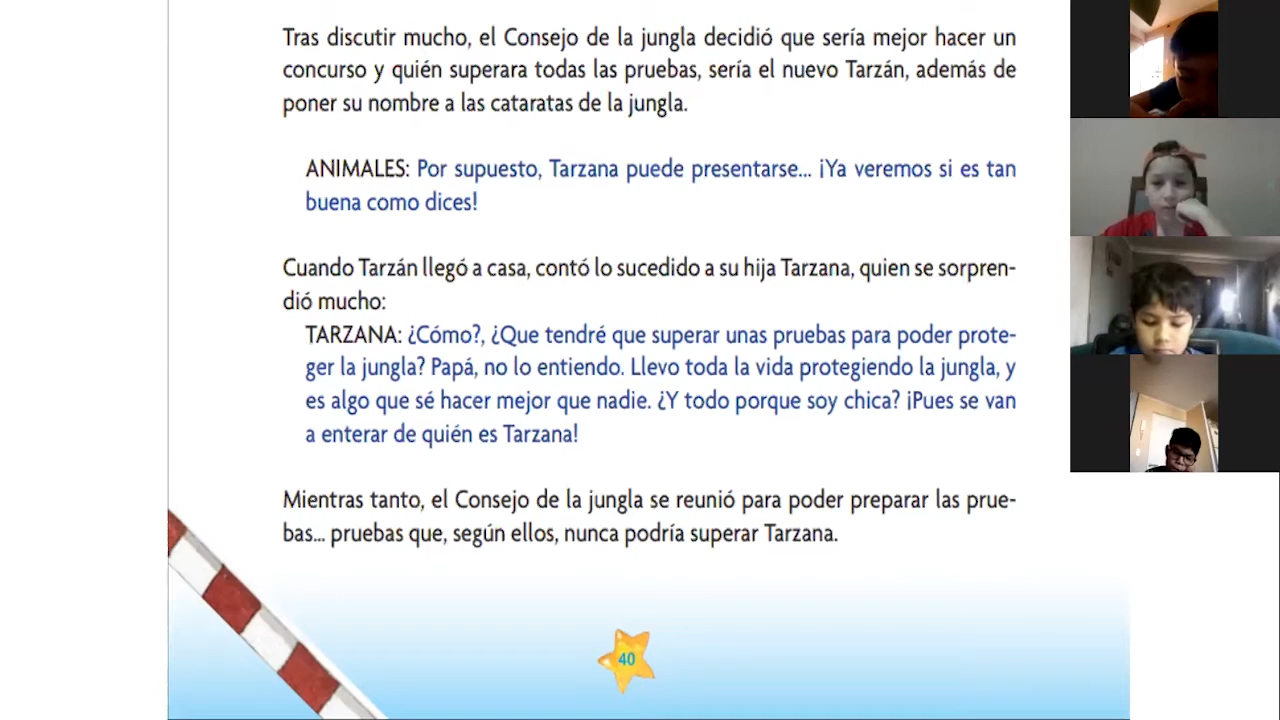 Tras discutir mucho, el Consejo de la jungla decidió que sería mejor hacer un
concurso y quién superara todas las pruebas, sería el nuevo Tarzán, además de
poner su nombre a las cataratas de la jungla.
ANIMALES: Por supuesto, Tarzana puede presentarse... ¡Ya veremos si es tan
buena como dices!
Cuando Tarzán llegó a casa, contó lo sucedido a su hija Tarzana, quien se sorpren-
dió mucho:
TARZANA: ¿Cómo?, ¿Que tendré que superar unas pruebas para poder prote-
ger la jungla? Papá, no lo entiendo. Llevo toda la vida protegiendo la jungla, y
es algo que sé hacer mejor que nadie. ¿Y todo porque soy chica? ¡Pues se van
a enterar de quién es Tarzana!
Mientras tanto, el Consejo de la jungla se reunió para poder preparar las prue-
bas... pruebas que, según ellos, nunca podría superar Tarzana.
40